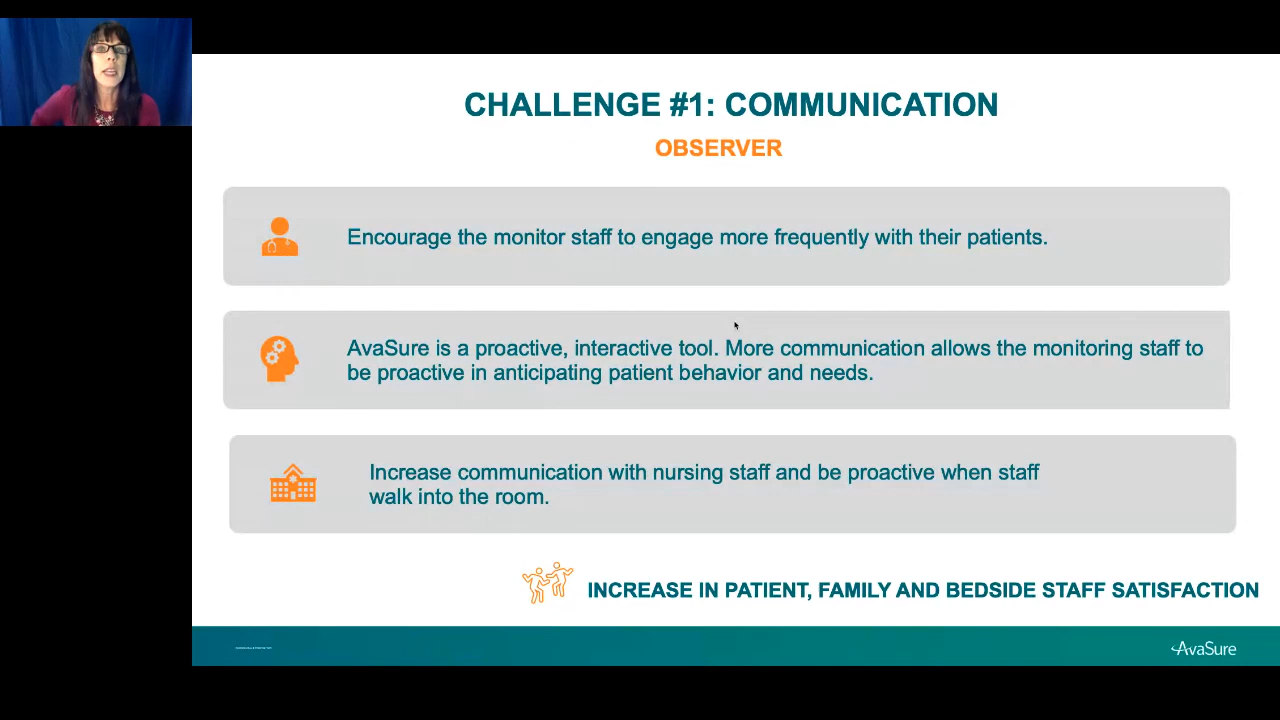 CHALLENGE #1: COMMUNICATION
OBSERVER
Encourage the monitor staff to engage more frequently with their patients.
AvaSure is a proactive, interactive tool. More communication allows the monitoring staff to
be proactive in anticipating patient behavior and needs.
Increase communication with nursing staff and be proactive when staff
walk into the room.
INCREASE IN PATIENT, FAMILY AND BEDSIDE STAFF SATISFACTION
AvaSure